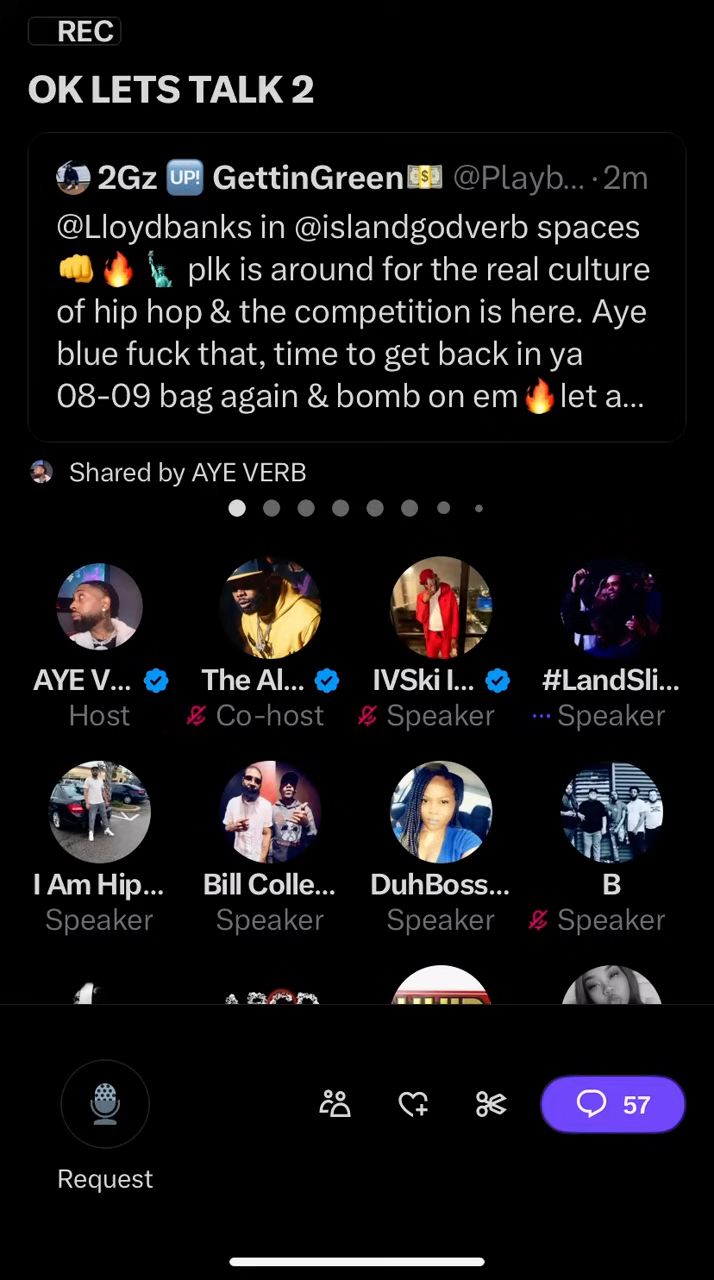 REC
OK LETS TALK 2
2Gz 🆙 GettinGreen💵 @Playb... · 2m
@Lloydbanks in @islandgodverb spaces
👊🔥🗽 plk is around for the real culture
of hip hop & the competition is here. Aye
blue fuck that, time to get back in ya
08-09 bag again & bomb on em🔥let a...
Shared by AYE VERB
AYE V... The Al... IVSki I... #LandSli...
Host Co-host Speaker Speaker
I Am Hip... Bill Colle... DuhBoss... B
Speaker Speaker Speaker Speaker
57
Request